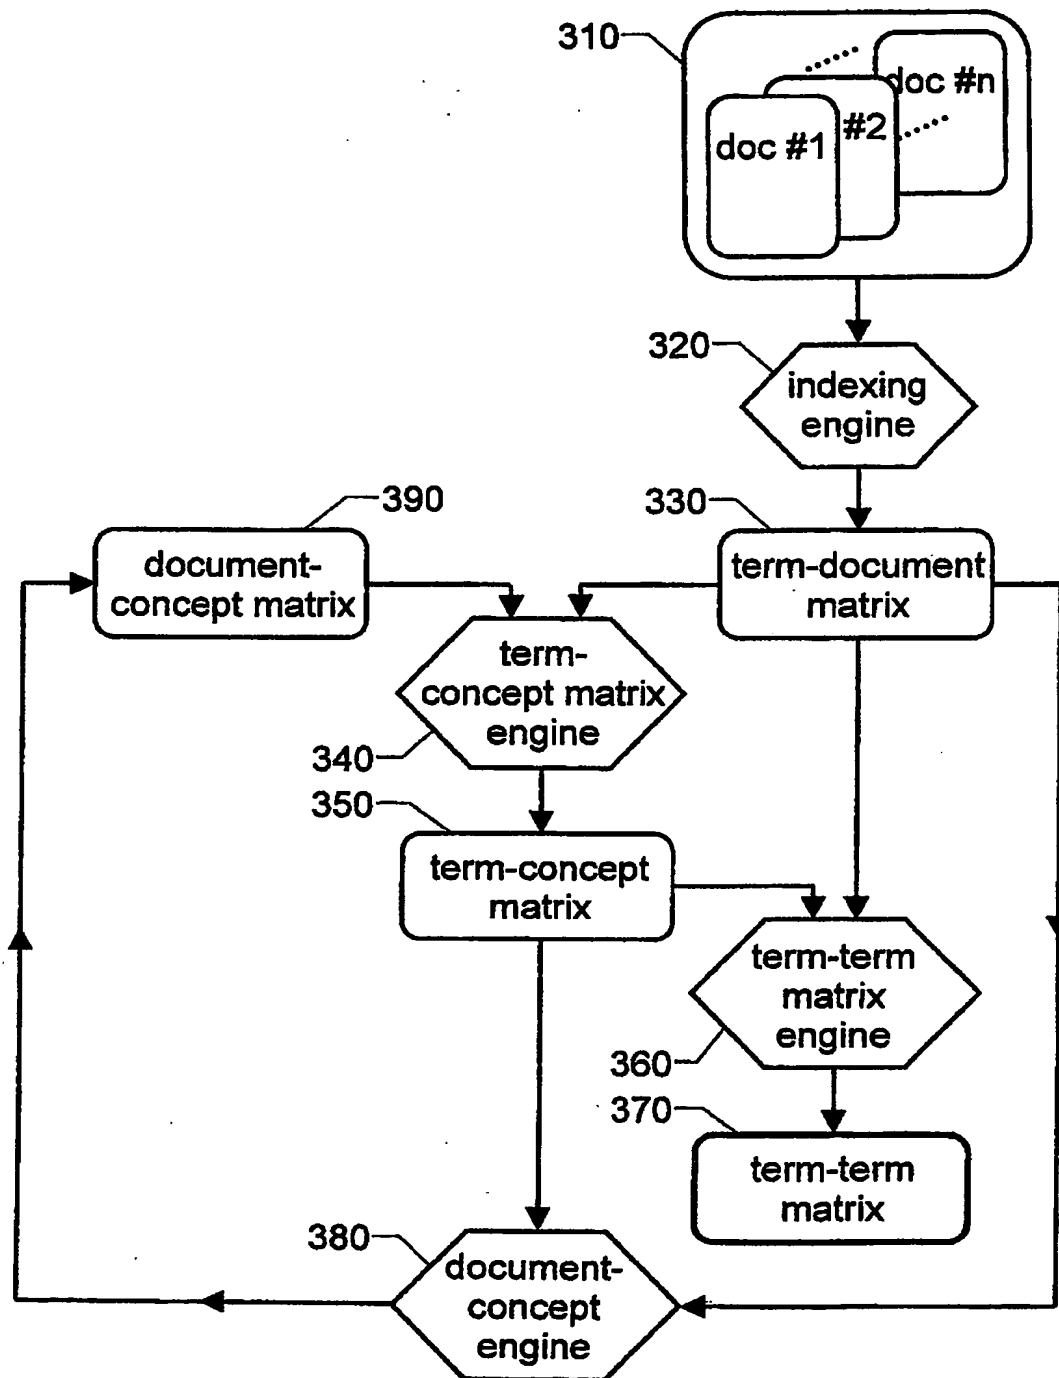 310
doc #n
#2
doc #1
320
indexing
engine
390
330
document-
concept matrix
term-document
matrix
term-
concept matrix
engine
340
350
term-concept
matrix
term-term
matrix
engine
360
370
term-term
matrix
380
document-
concept
engine